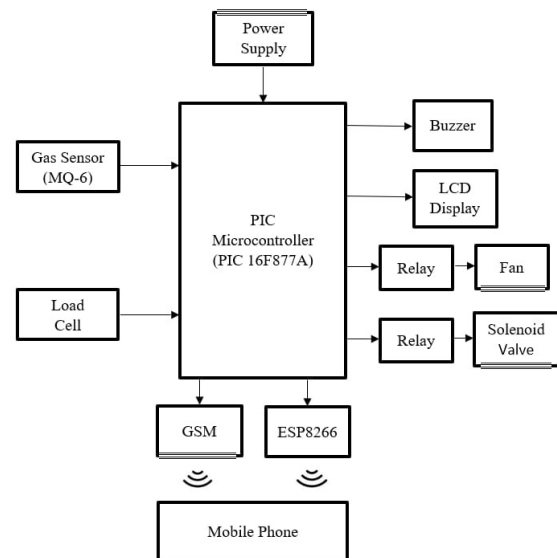 Power
Supply
Buzzer
Gas Sensor
(MQ-6)
LCD
Display
PIC
Microcontroller
(PIC 16F877A)
Relay
Fan
Load
Cell
Relay
Solenoid
Valve
GSM
ESP8266
Mobile Phone